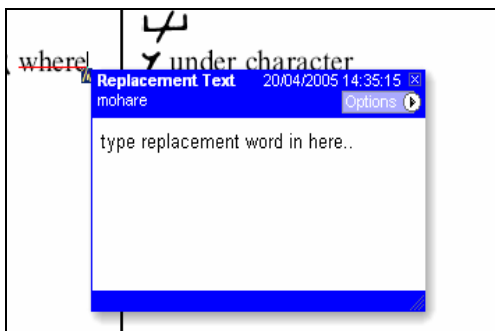 where
under character
Replacement Text 20/04/2005 14:35:15
mohare Options
type replacement word in here..